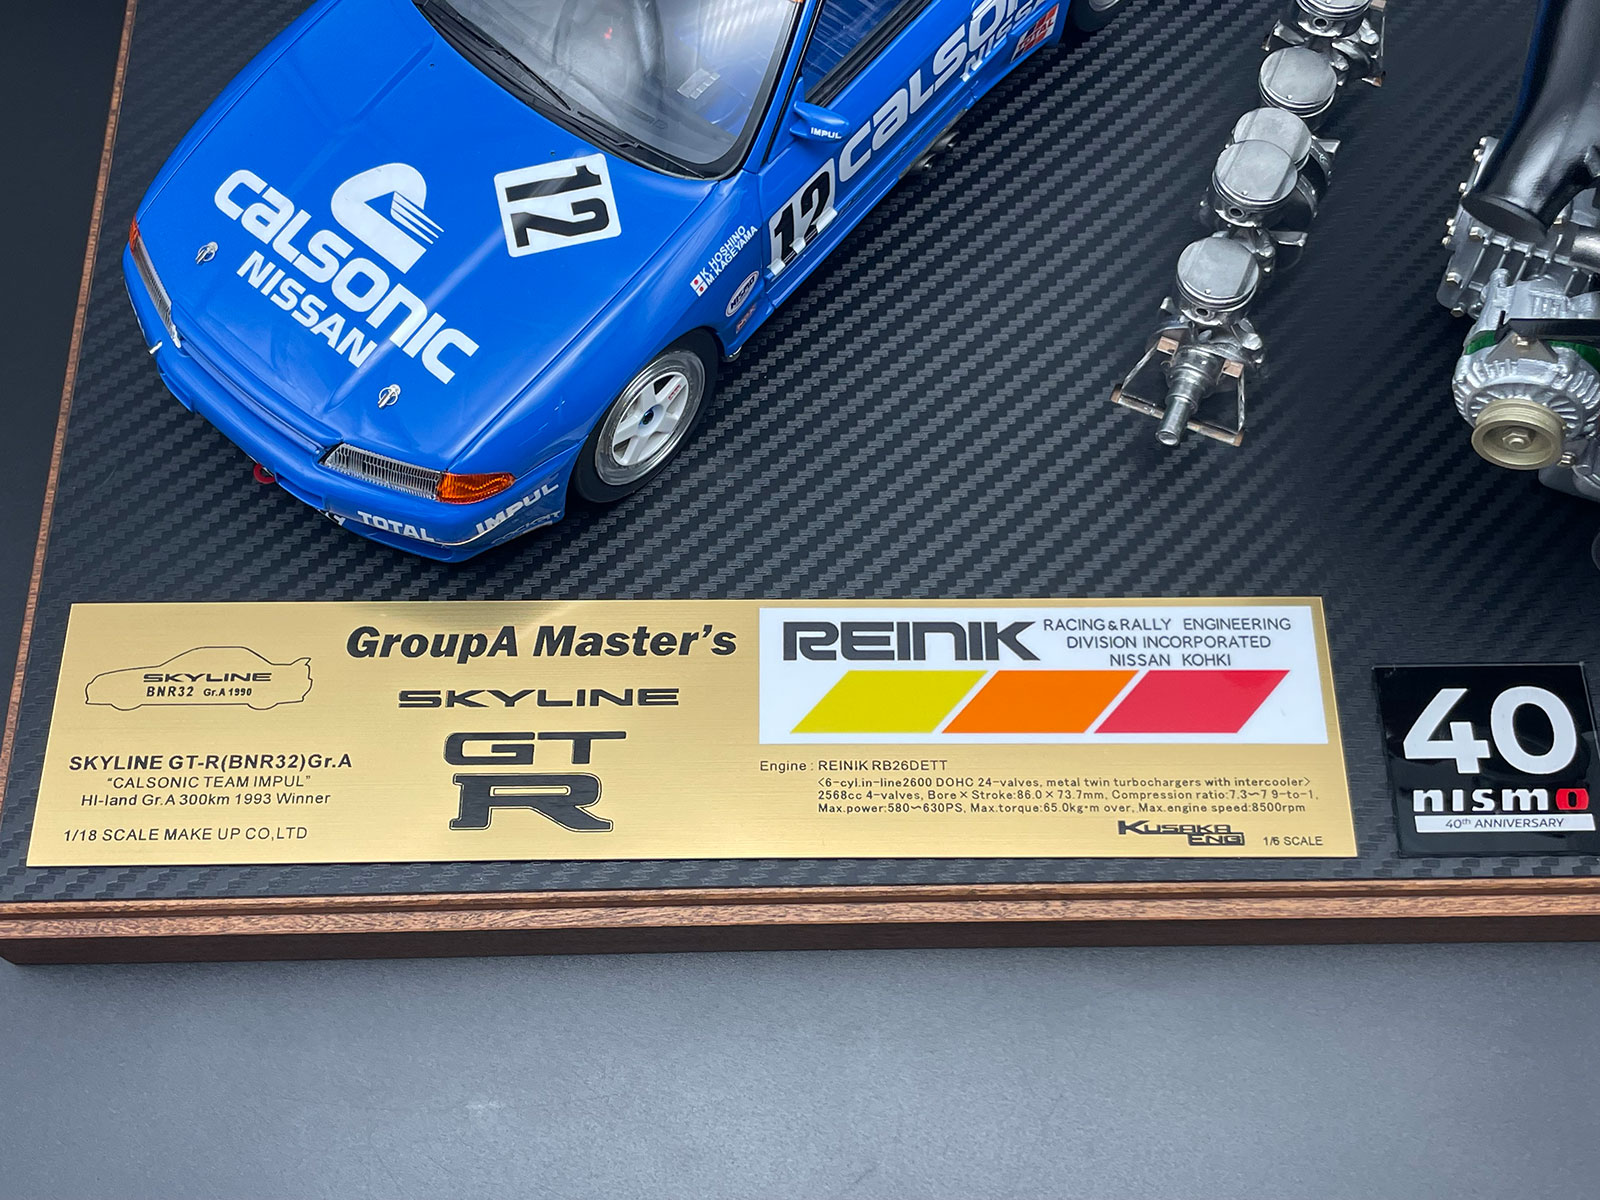 CALSONIC
NISSAN
12
IMPUL
CALSONIC
NISSAN
12
K.HOSHINO
M.KAGEYAMA
TOTAL
IMPUL
SKYLINE
BNR32 Gr.A 1990
GroupA Master's
SKYLINE
GT
R
SKYLINE GT-R(BNR32)Gr.A
"CALSONIC TEAM IMPUL"
HI-land Gr.A 300km 1993 Winner
1/18 SCALE MAKE UP CO,LTD
REINIK
RACING&RALLY ENGINEERING
DIVISION INCORPORATED
NISSAN KOHKI
Engine : REINIK RB26DETT
<6-cyl.in-line2600 DOHC 24-valves, metal twin turbochargers with intercooler>
2568cc 4-valves, Bore×Stroke:86.0×73.7mm, Compression ratio:7.3~7.9-to-1,
Max.power:580~630PS, Max.torque:65.0kg·m over, Max.engine speed:8500rpm
KUSAKA
ENG
1/6 SCALE
40
nismo
40th ANNIVERSARY